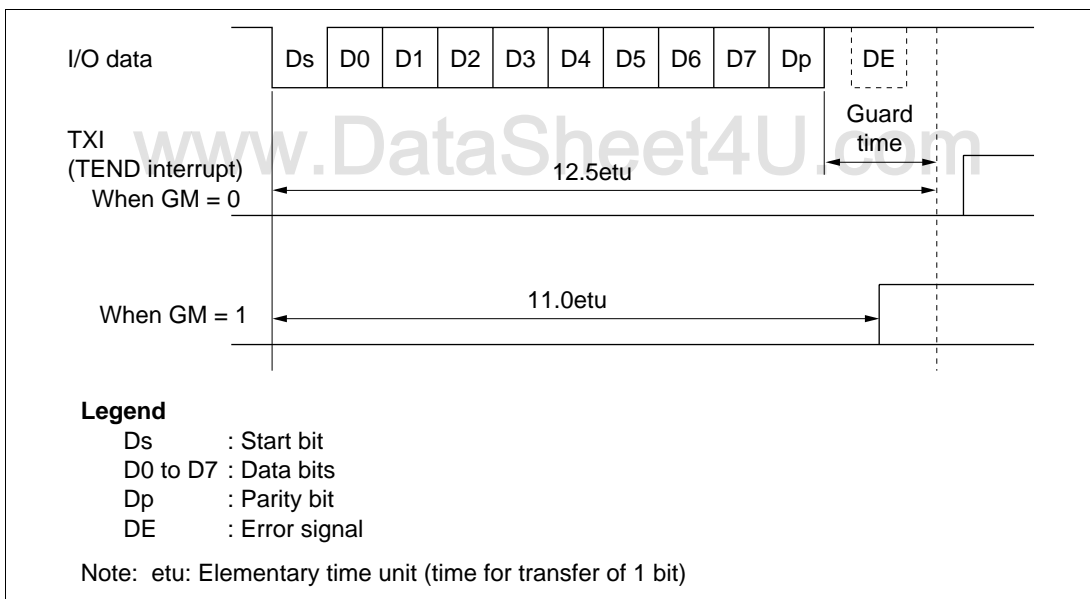 I/O data
Ds D0 D1 D2 D3 D4 D5 D6 D7 Dp DE
Guard
time
www.DataSheet4U.com
TXI
(TEND interrupt)
When GM = 0
12.5etu
When GM = 1
11.0etu
Legend
Ds : Start bit
D0 to D7 : Data bits
Dp : Parity bit
DE : Error signal
Note: etu: Elementary time unit (time for transfer of 1 bit)